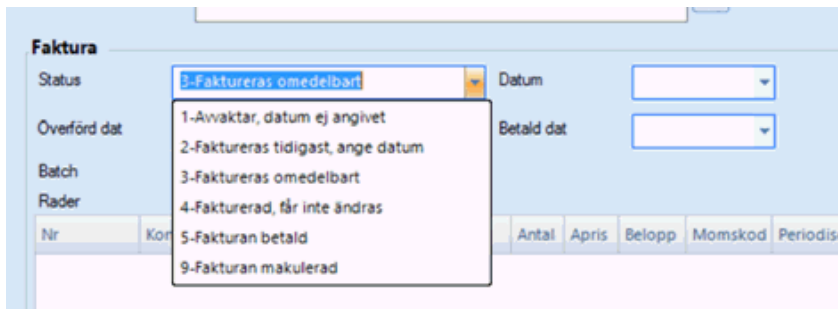 Faktura
Status 3-Faktureras omedelbart Datum
1-Avvaktar, datum ej angivet
Överförd dat Betald dat
2-Faktureras tidigast, ange datum
Batch 3-Faktureras omedelbart
Rader 4-Fakturerad, får inte ändras
Nr Kon 5-Fakturan betald Antal Apris Belopp Momskod Periodise
9-Fakturan makulerad